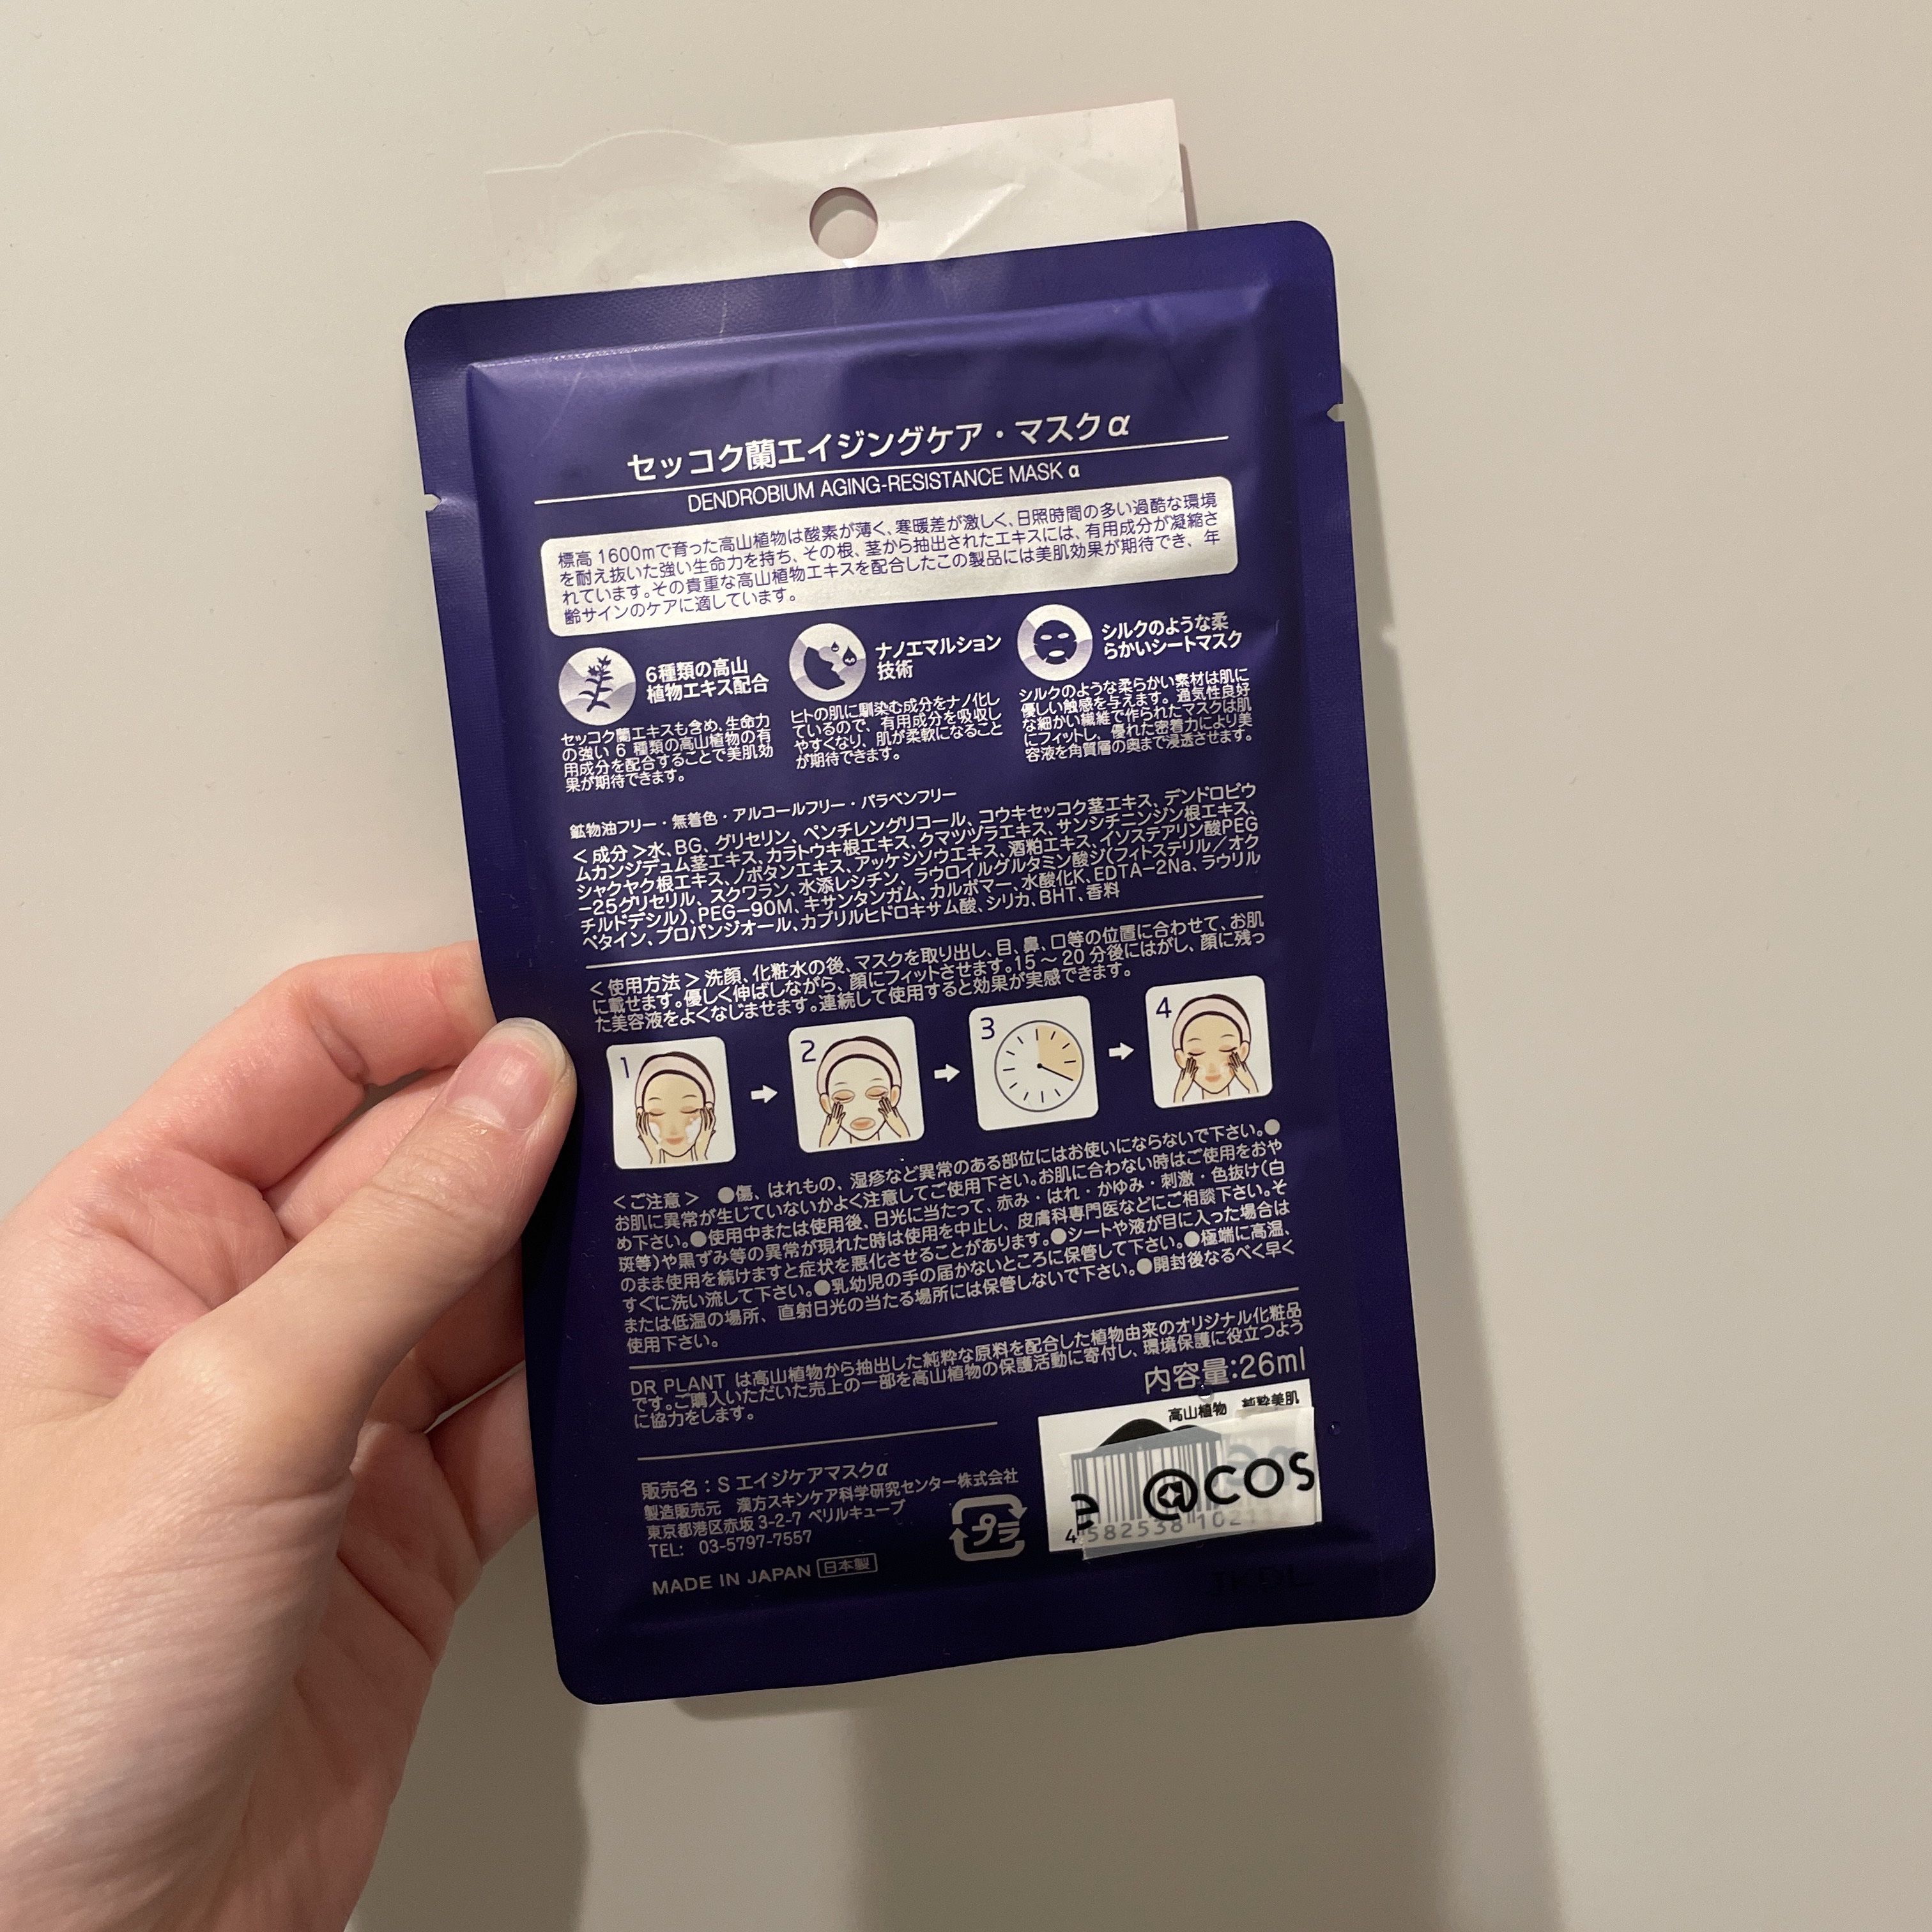 セッコク蘭エイジングケア・マスクα
DENDROBIUM AGING-RESISTANCE MASK α
標高 1600mで育った高山植物は酸素が薄く、寒暖差が激しく、日照時間の多い過酷な環境
を耐え抜いた強い生命力を持ち、その根、茎から抽出されたエキスには、有用成分が凝縮さ
れています。その貴重な高山植物エキスを配合したこの製品には美肌効果が期待でき、年
齢サインのケアに適しています。
6種類の高山
植物エキス配合
セッコク蘭エキスも含め、生命力
の強い 6 種類の高山植物の有
用成分を配合することで美肌効
果が期待できます。
ナノエマルション
技術
ヒトの肌に馴染む成分をナノ化し
ているので、有用成分を吸収し
やすくなり、肌が柔軟になること
が期待できます。
シルクのような柔
らかいシートマスク
シルクのような柔らかい素材は肌に
優しい触感を与えます。通気性良好
な細かい繊維で作られたマスクは肌
にフィットし、優れた密着力により美
容液を角質層の奥まで浸透させます。
鉱物油フリー・無着色・アルコールフリー・パラベンフリー
＜成分＞水、BG、グリセリン、ペンチレングリコール、コウキセッコク茎エキス、デンドロビウ
ムカンジデュム茎エキス、カラトウキ根エキス、クマツヅラエキス、サンシチニンジン根エキス、
シャクヤク根エキス、ノボタンエキス、アッケシソウエキス、酒粕エキス、イソステアリン酸PEG
−25グリセリル、スクワラン、水添レシチン、ラウロイルグルタミン酸ジ(フィトステリル／オク
チルドデシル)、PEG−90M、キサンタンガム、カルボマー、水酸化K、EDTA−2Na、ラウリル
ベタイン、プロパンジオール、カプリルヒドロキサム酸、シリカ、BHT、香料
＜使用方法＞洗顔、化粧水の後、マスクを取り出し、目、鼻、口等の位置に合わせて、お肌
に載せます。優しく伸ばしながら、顔にフィットさせます。15 〜 20 分後にはがし、顔に残っ
た美容液をよくなじませます。連続して使用すると効果が実感できます。
1
2
3
4
＜ご注意＞ ●傷、はれもの、湿疹など異常のある部位にはお使いにならないで下さい。●
お肌に異常が生じていないかよく注意してご使用下さい。お肌に合わない時はご使用をおや
め下さい。●使用中または使用後、日光に当たって、赤み・はれ・かゆみ・刺激・色抜け(白
斑等)や黒ずみ等の異常が現れた時は使用を中止し、皮膚科専門医などにご相談下さい。そ
のまま使用を続けますと症状を悪化させることがあります。●シートや液が目に入った場合は
すぐに洗い流して下さい。●乳幼児の手の届かないところに保管して下さい。●極端に高温、
または低温の場所、直射日光の当たる場所には保管しないで下さい。●開封後なるべく早く
使用下さい。
DR PLANT は高山植物から抽出した純粋な原料を配合した植物由来のオリジナル化粧品
です。ご購入いただいた売上の一部を高山植物の保護活動に寄付し、環境保護に役立つよう
に協力をします。
内容量:26ml
高山植物 純粋美肌
e @cos
4 582538 10211
販売名：S エイジケアマスクα
製造販売元 漢方スキンケア科学研究センター株式会社
東京都港区赤坂 3-2-7 ベリルキューブ
TEL: 03-5797-7557
プラ
MADE IN JAPAN 日本製